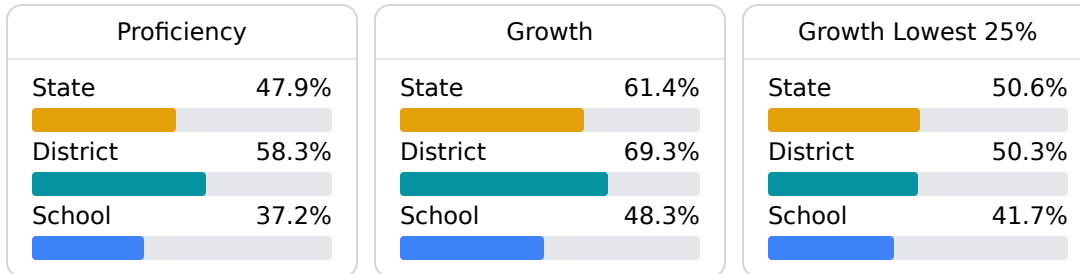 Proficiency
State 47.9%
District 58.3%
School 37.2%
Growth
State 61.4%
District 69.3%
School 48.3%
Growth Lowest 25%
State 50.6%
District 50.3%
School 41.7%